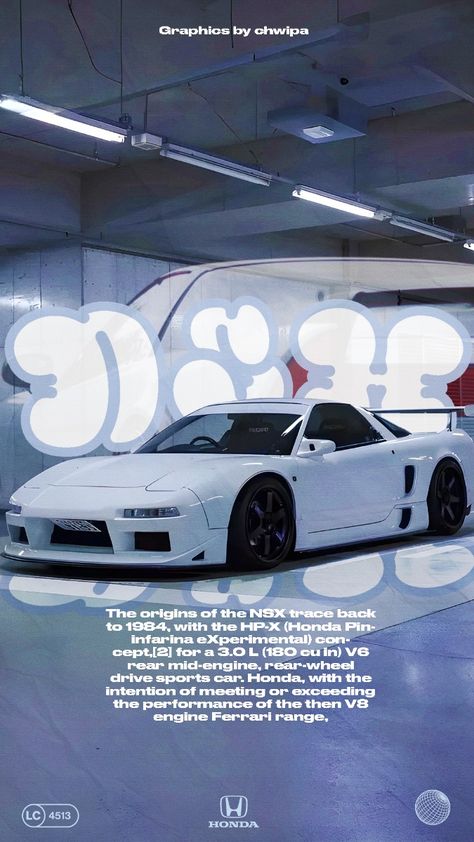 Graphics by chwipa
NSX
The origins of the NSX trace back
to 1984, with the HP-X (Honda Pin-
infarina eXperimental) con-
cept,[2] for a 3.0 L (180 cu in) V6
rear mid-engine, rear-wheel
drive sports car. Honda, with the
intention of meeting or exceeding
the performance of the then V8
engine Ferrari range,
LC 4513
HONDA